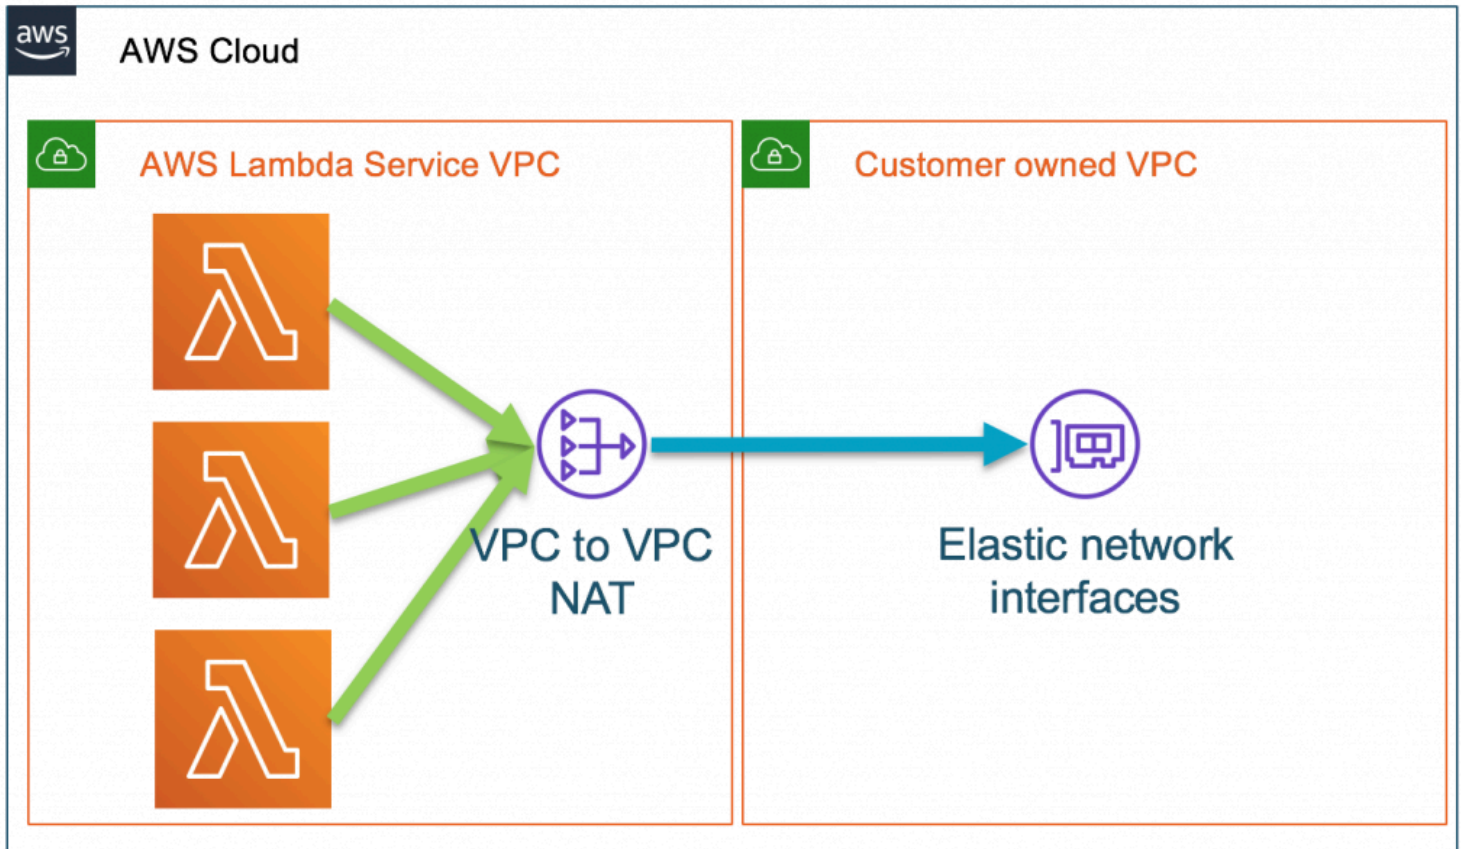 aws
AWS Cloud
AWS Lambda Service VPC
Customer owned VPC
VPC to VPC
NAT
Elastic network
interfaces